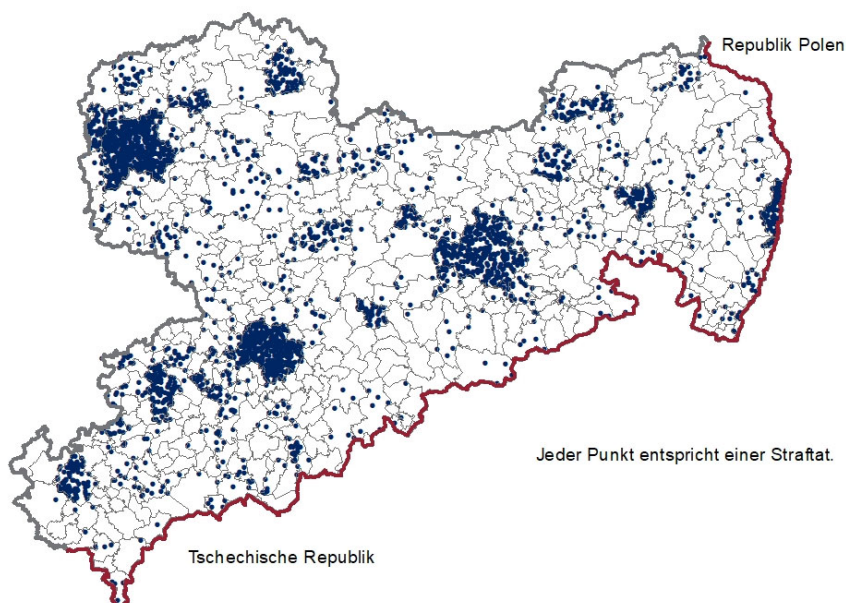 Republik Polen
Jeder Punkt entspricht einer Straftat.
Tschechische Republik